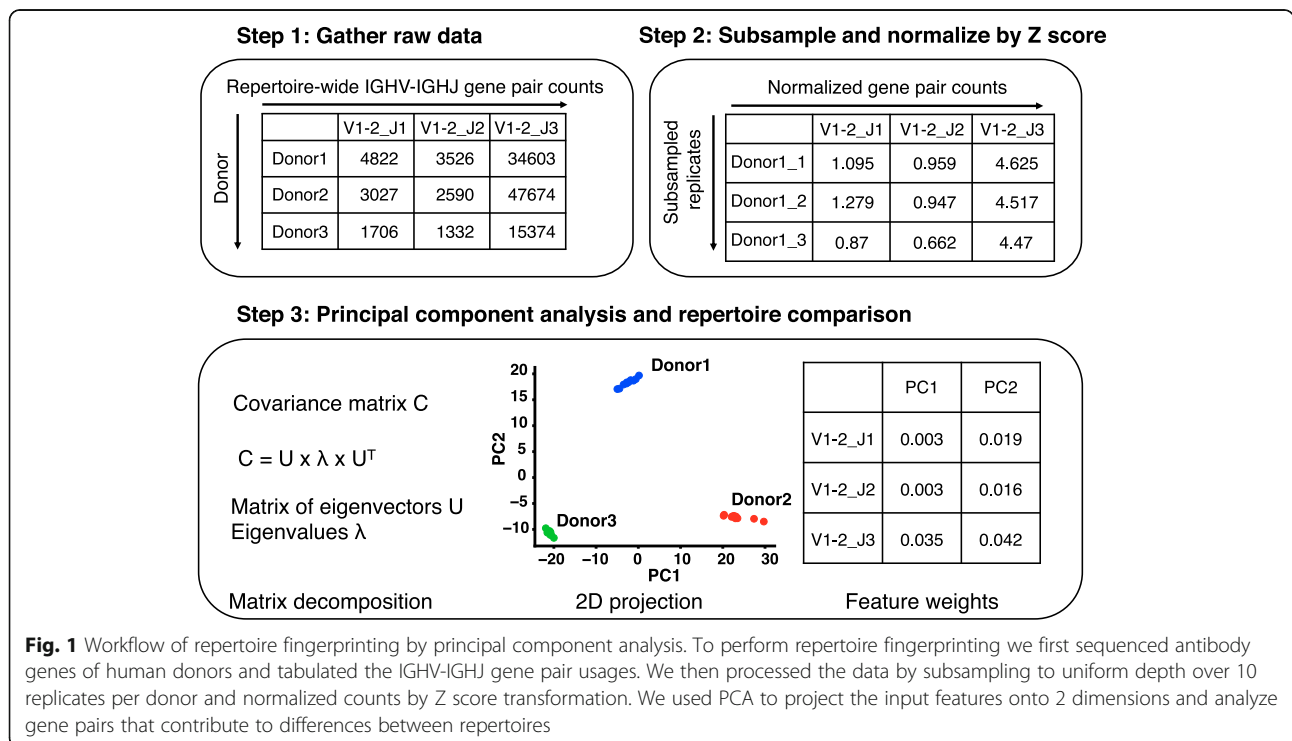 Step 1: Gather raw data
Repertoire-wide IGHV-IGHJ gene pair counts
Donor
V1-2_J1 V1-2_J2 V1-2_J3
Donor1 4822 3526 34603
Donor2 3027 2590 47674
Donor3 1706 1332 15374
Step 2: Subsample and normalize by Z score
Normalized gene pair counts
Subsampled
replicates
V1-2_J1 V1-2_J2 V1-2_J3
Donor1_1 1.095 0.959 4.625
Donor1_2 1.279 0.947 4.517
Donor1_3 0.87 0.662 4.47
Step 3: Principal component analysis and repertoire comparison
Covariance matrix C
C = U x λ x Uᵀ
Matrix of eigenvectors U
Eigenvalues λ
Matrix decomposition
PC2
20
15
10
5
0
−5
−10
Donor1
Donor2
Donor3
−20 −10 0 10 20 30
PC1
2D projection
PC1 PC2
V1-2_J1 0.003 0.019
V1-2_J2 0.003 0.016
V1-2_J3 0.035 0.042
Feature weights
Fig. 1 Workflow of repertoire fingerprinting by principal component analysis. To perform repertoire fingerprinting we first sequenced antibody
genes of human donors and tabulated the IGHV-IGHJ gene pair usages. We then processed the data by subsampling to uniform depth over 10
replicates per donor and normalized counts by Z score transformation. We used PCA to project the input features onto 2 dimensions and analyze
gene pairs that contribute to differences between repertoires